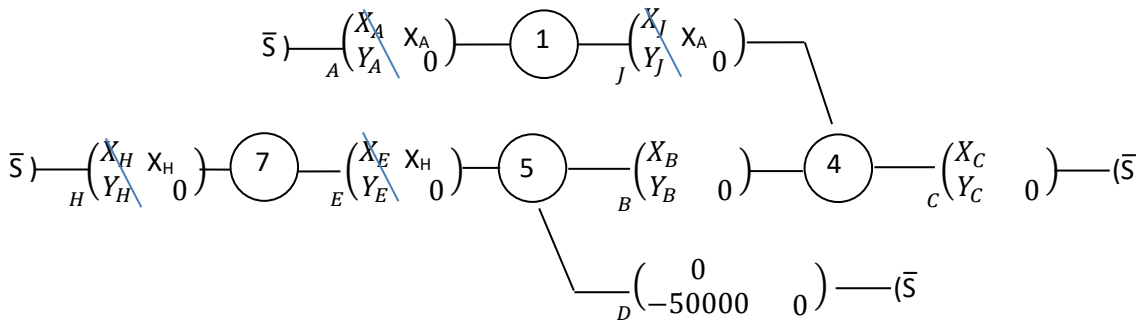 S̅ ) A ( X_A X_A ) 1 J ( X_J X_A )
Y_A 0 Y_J 0
S̅ ) H ( X_H X_H ) 7 E ( X_E X_H ) 5 B ( X_B ) 4 C ( X_C ) (S̅
Y_H 0 Y_E 0 Y_B 0 Y_C 0
D ( 0 ) (S̅
−50000 0